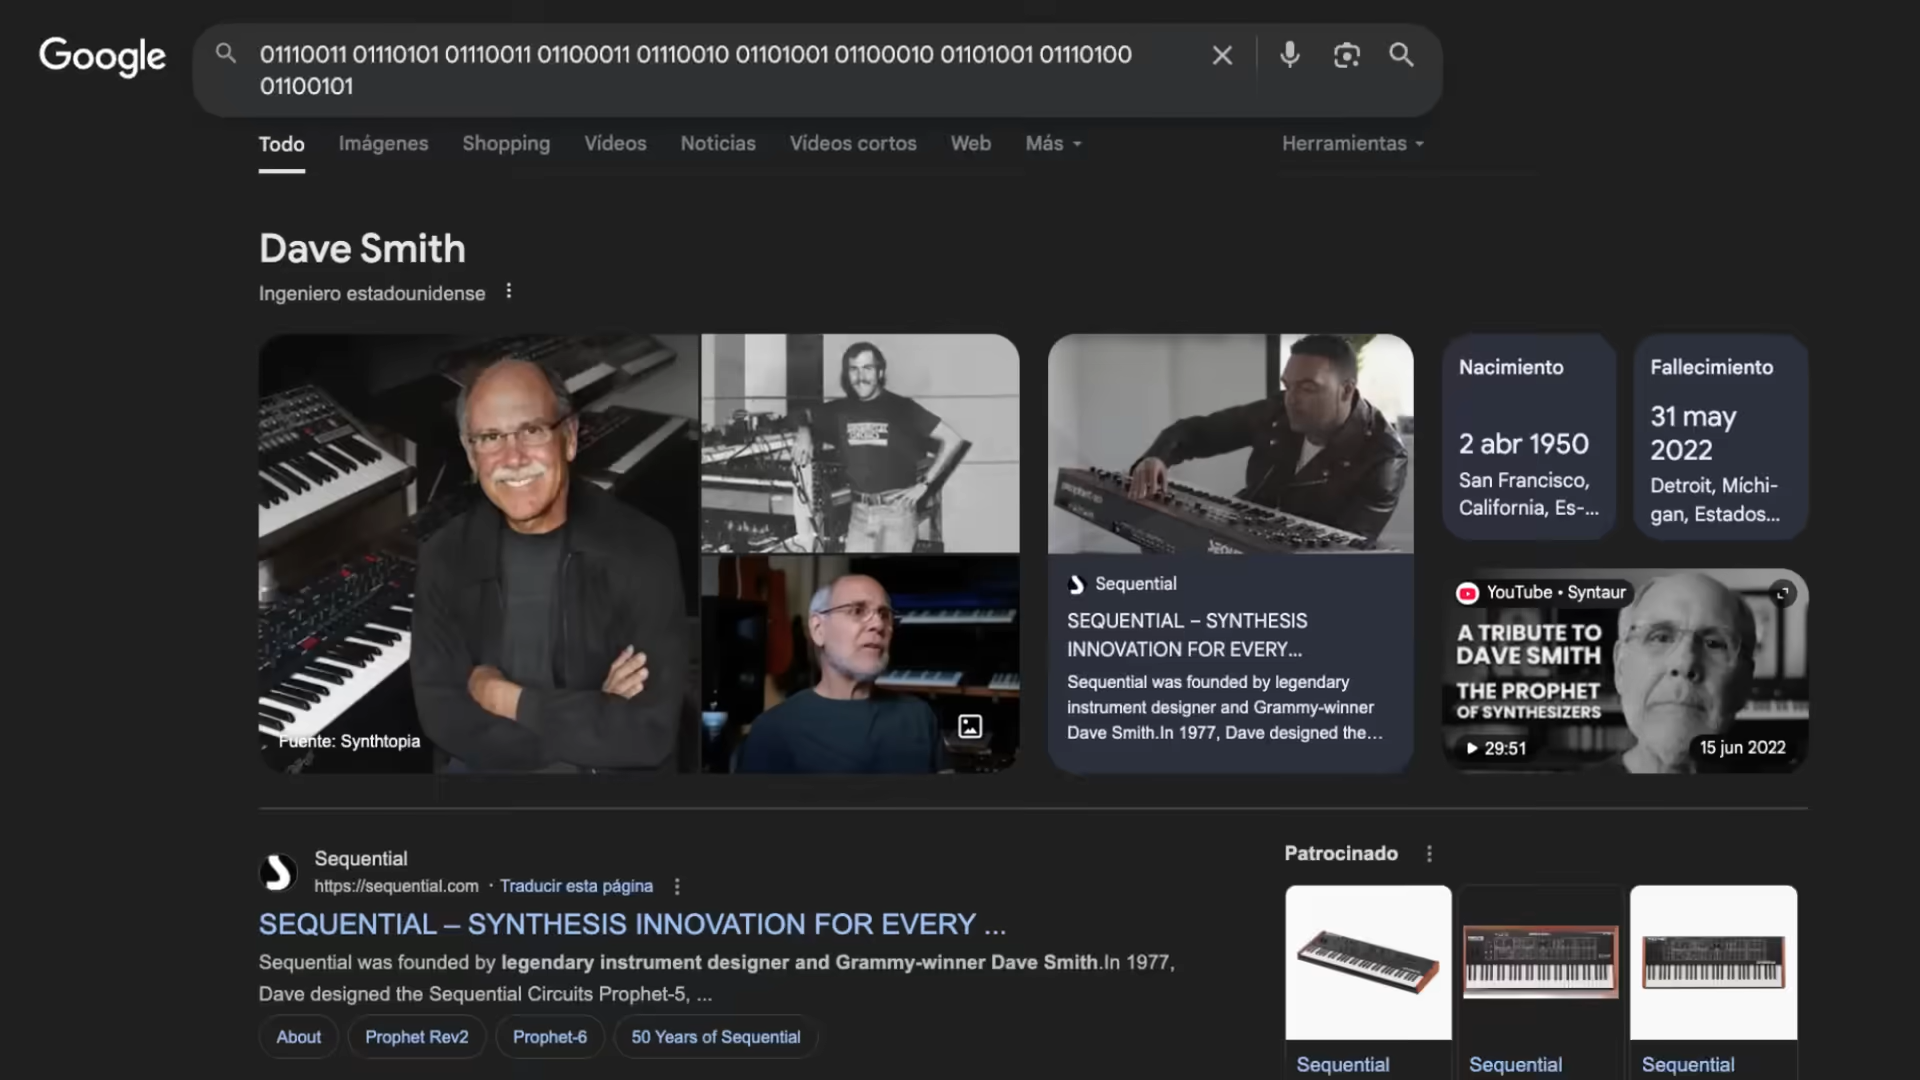 Google
01110011 01110101 01110011 01100011 01110010 01101001 01100010 01101001 01110100
01100101
Todo
Imágenes
Shopping
Vídeos
Noticias
Vídeos cortos
Web
Más
Herramientas
Dave Smith
Ingeniero estadounidense
Fuente: Synthtopia
Sequential
SEQUENTIAL – SYNTHESIS
INNOVATION FOR EVERY...
Sequential was founded by legendary
instrument designer and Grammy-winner
Dave Smith.In 1977, Dave designed the...
Nacimiento
2 abr 1950
San Francisco,
California, Es-...
Fallecimiento
31 may
2022
Detroit, Míchi-
gan, Estados...
YouTube • Syntaur
A TRIBUTE TO
DAVE SMITH
THE PROPHET
OF SYNTHESIZERS
29:51
15 jun 2022
Sequential
https://sequential.com · Traducir esta página
SEQUENTIAL – SYNTHESIS INNOVATION FOR EVERY ...
Sequential was founded by legendary instrument designer and Grammy-winner Dave Smith.In 1977,
Dave designed the Sequential Circuits Prophet-5, ...
About
Prophet Rev2
Prophet-6
50 Years of Sequential
Patrocinado
Sequential
Sequential
Sequential